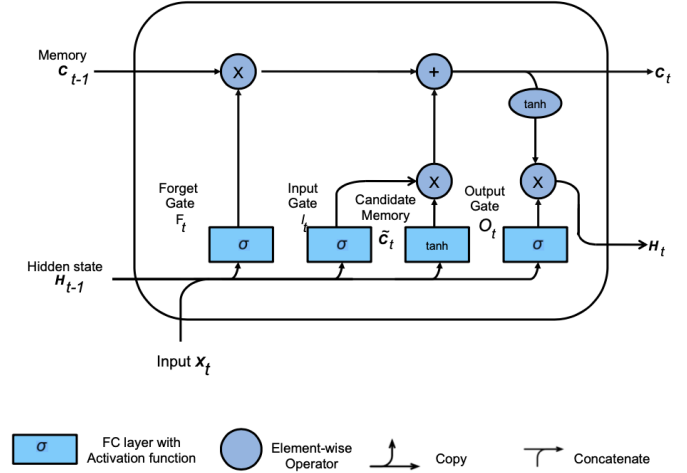 Memory
C t-1
X
+
C t
tanh
Forget
Gate
F t
Input
Gate
I t
Candidate
Memory
C̃ t
Output
Gate
O t
X
X
σ
σ
tanh
σ
H t
Hidden state
H t-1
Input X t
σ
FC layer with
Activation function
Element-wise
Operator
Copy
Concatenate